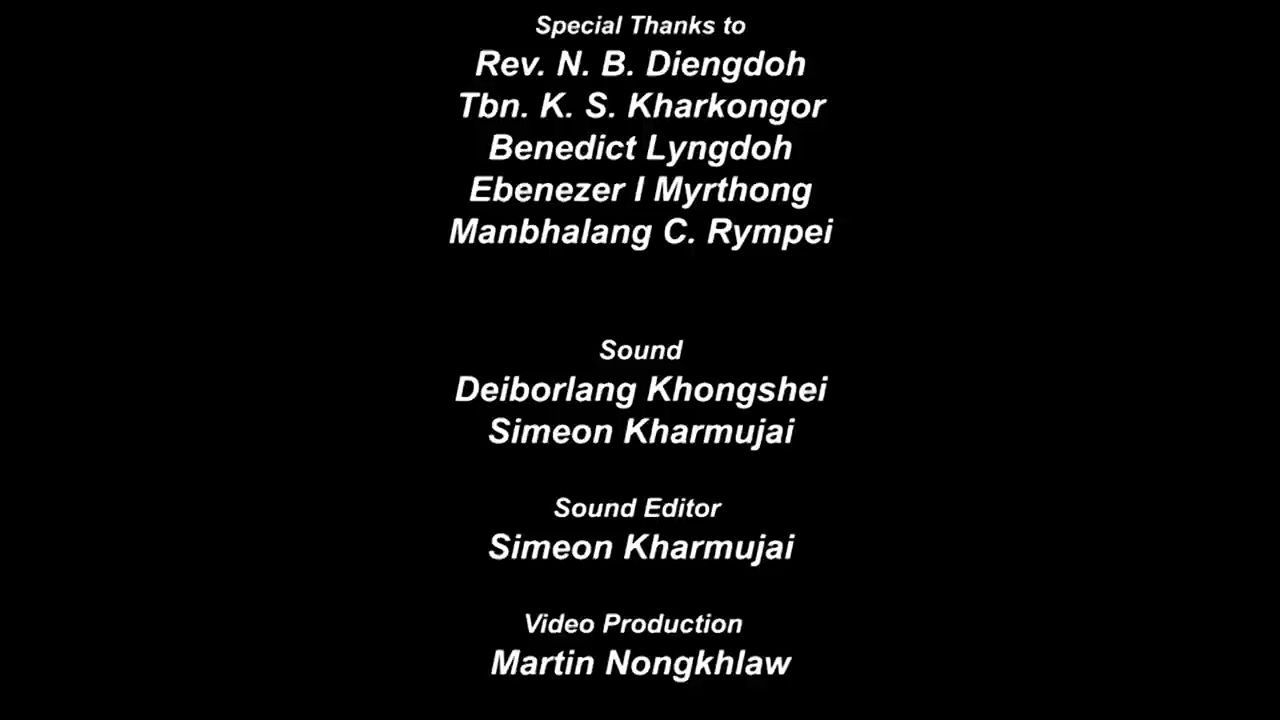 Special Thanks to
Rev. N. B. Diengdoh
Tbn. K. S. Kharkongor
Benedict Lyngdoh
Ebenezer I Myrthong
Manbhalang C. Rympei
Sound
Deiborlang Khongshei
Simeon Kharmujai
Sound Editor
Simeon Kharmujai
Video Production
Martin Nongkhlaw